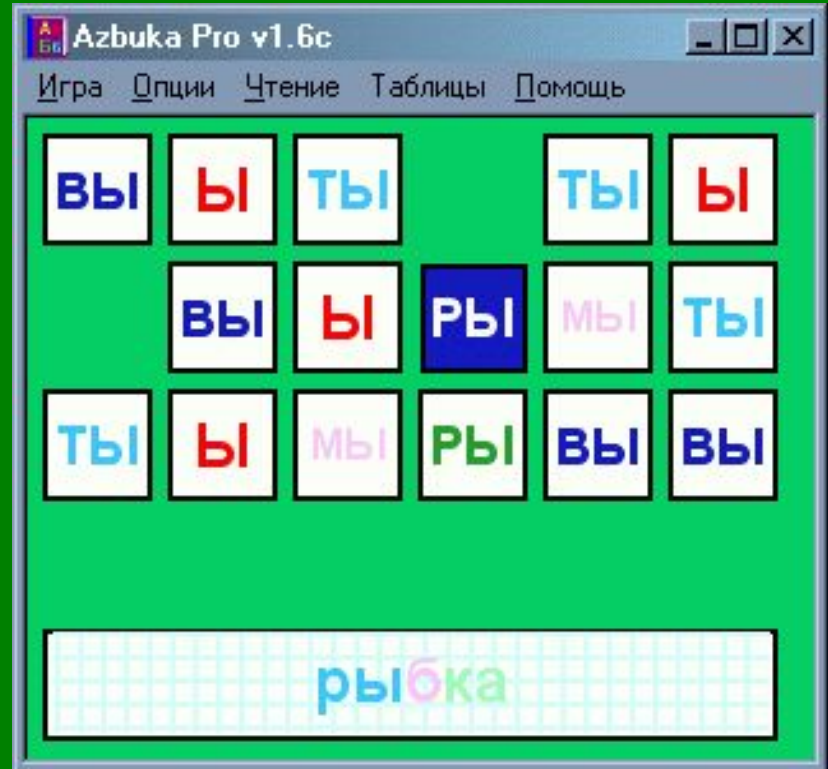 Azbuka Pro v1.6c
Игра Опции Чтение Таблицы Помощь
ВЫ Ы ТЫ ТЫ Ы
ВЫ Ы РЫ МЫ ТЫ
ТЫ Ы МЫ РЫ ВЫ ВЫ
рыбка